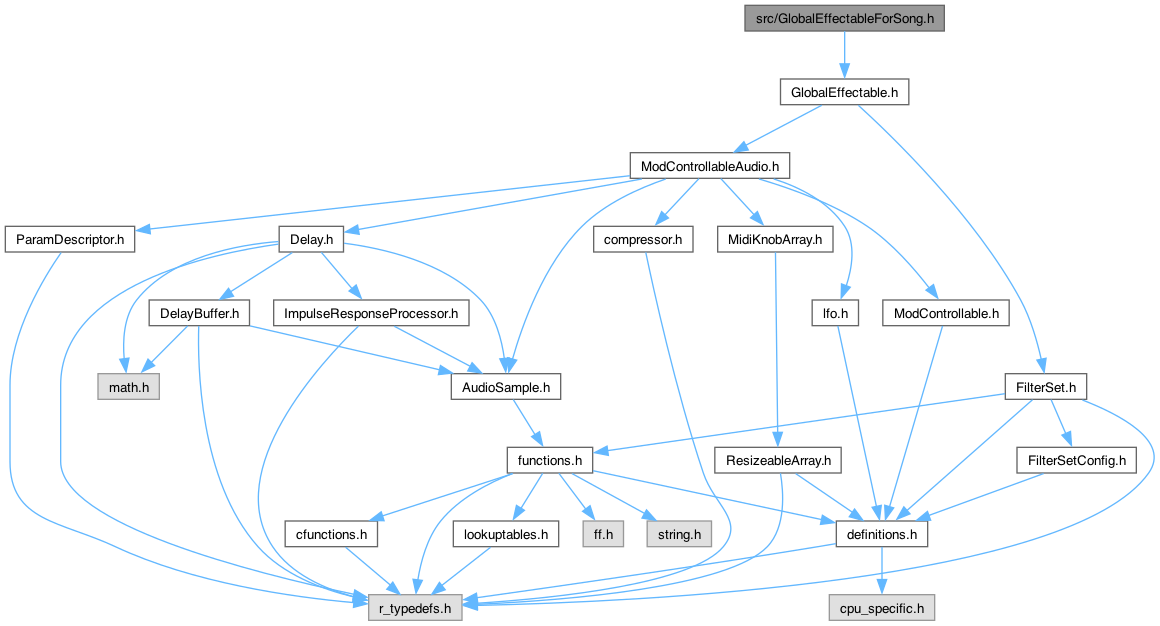 src/GlobalEffectableForSong.h
GlobalEffectable.h
ModControllableAudio.h
ParamDescriptor.h
Delay.h
compressor.h
MidiKnobArray.h
DelayBuffer.h
ImpulseResponseProcessor.h
lfo.h
ModControllable.h
math.h
AudioSample.h
FilterSet.h
functions.h
ResizeableArray.h
FilterSetConfig.h
cfunctions.h
lookuptables.h
ff.h
string.h
definitions.h
r_typedefs.h
cpu_specific.h